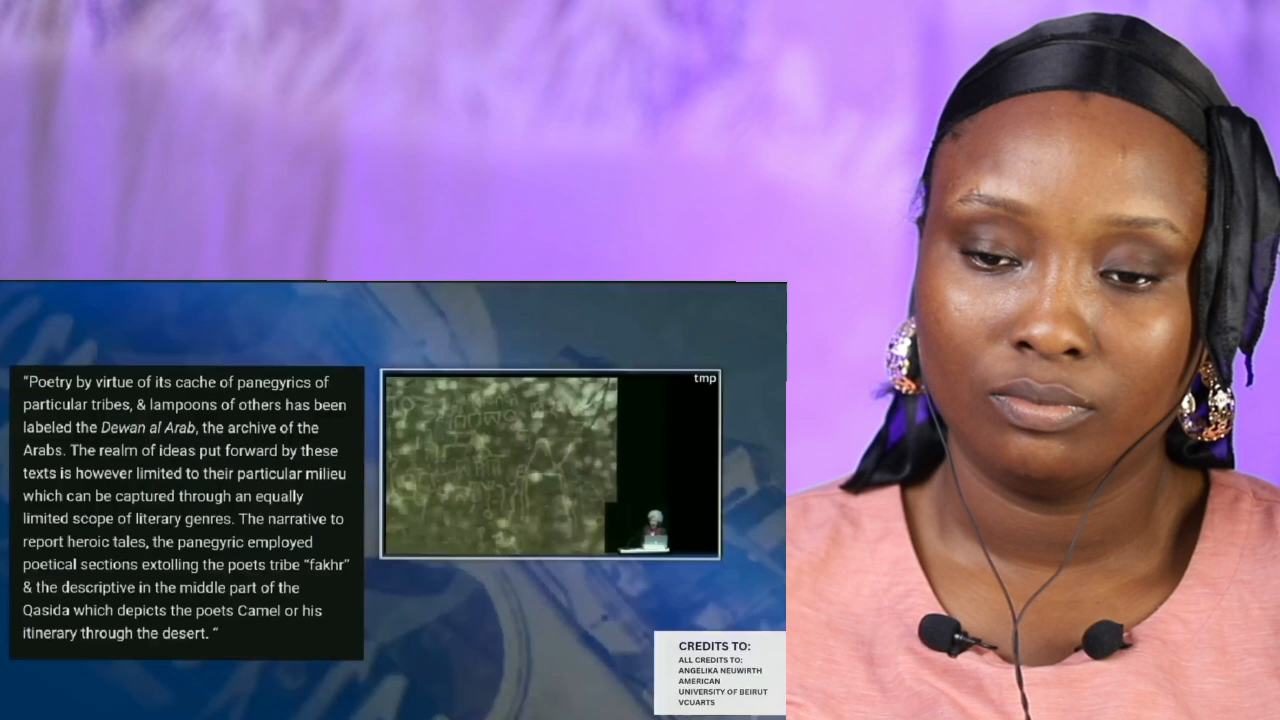 "Poetry by virtue of its cache of panegyrics of
particular tribes, & lampoons of others has been
labeled the Dewan al Arab, the archive of the
Arabs. The realm of ideas put forward by these
texts is however limited to their particular milieu
which can be captured through an equally
limited scope of literary genres. The narrative to
report heroic tales, the panegyric employed
poetical sections extolling the poets tribe "fakhr"
& the descriptive in the middle part of the
Qasida which depicts the poets Camel or his
itinerary through the desert. "
tmp
CREDITS TO:
ALL CREDITS TO:
ANGELIKA NEUWIRTH
AMERICAN
UNIVERSITY OF BEIRUT
VCUARTS